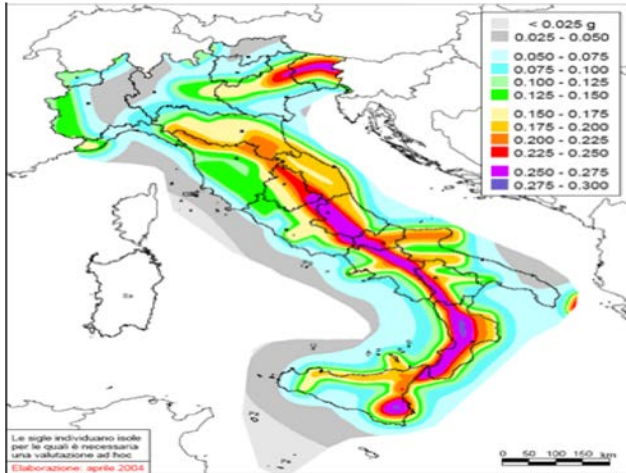 < 0.025 g
0.025 - 0.050
0.050 - 0.075
0.075 - 0.100
0.100 - 0.125
0.125 - 0.150
0.150 - 0.175
0.175 - 0.200
0.200 - 0.225
0.225 - 0.250
0.250 - 0.275
0.275 - 0.300
Le sigle individuano isole
per le quali è necessaria
una valutazione ad hoc
Elaborazione: aprile 2004
0 50 100 150 km